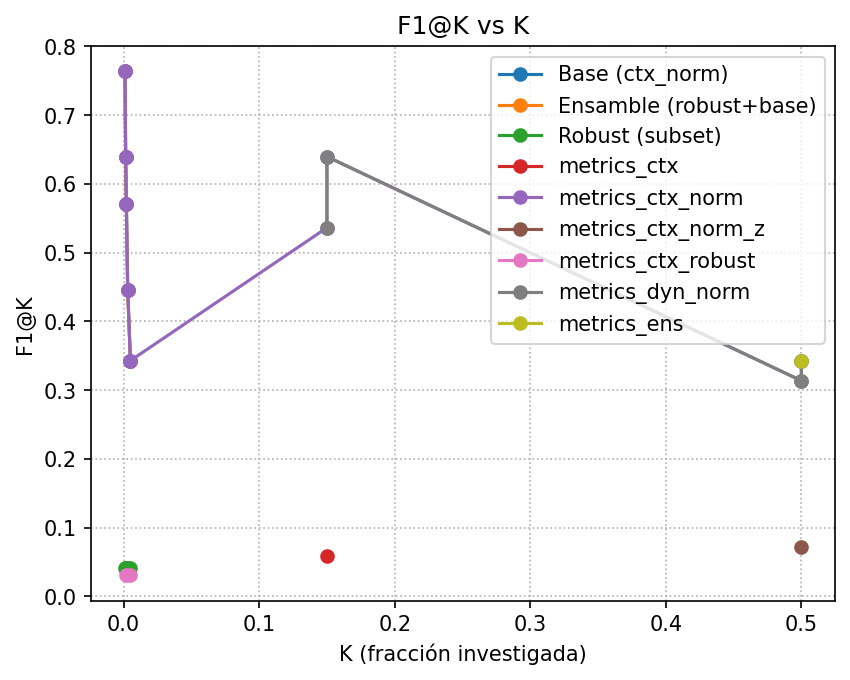 F1@K vs K
F1@K
0.8
0.7
0.6
0.5
0.4
0.3
0.2
0.1
0.0
Base (ctx_norm)
Ensamble (robust+base)
Robust (subset)
metrics_ctx
metrics_ctx_norm
metrics_ctx_norm_z
metrics_ctx_robust
metrics_dyn_norm
metrics_ens
0.0 0.1 0.2 0.3 0.4 0.5
K (fracción investigada)